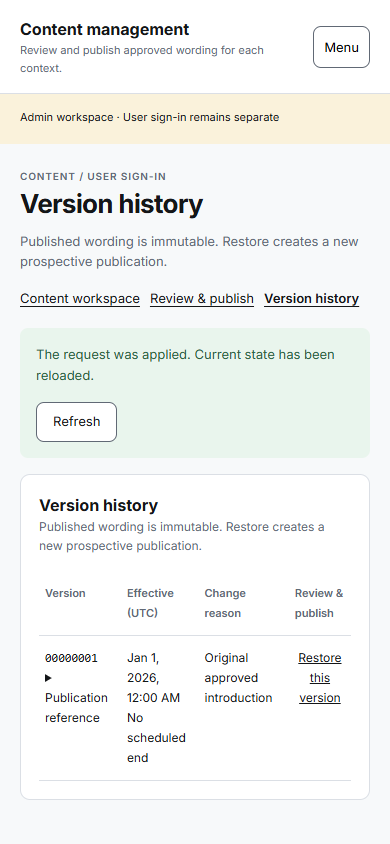 Content management
Review and publish approved wording for each
context.
Menu
Admin workspace · User sign-in remains separate
CONTENT / USER SIGN-IN
Version history
Published wording is immutable. Restore creates a new
prospective publication.
Content workspace Review & publish Version history
The request was applied. Current state has been
reloaded.
Refresh
Version history
Published wording is immutable. Restore creates a
new prospective publication.
Version
Effective
(UTC)
Change
reason
Review &
publish
00000001
Publication
reference
Jan 1,
2026,
12:00 AM
No
scheduled
end
Original
approved
introduction
Restore
this
version